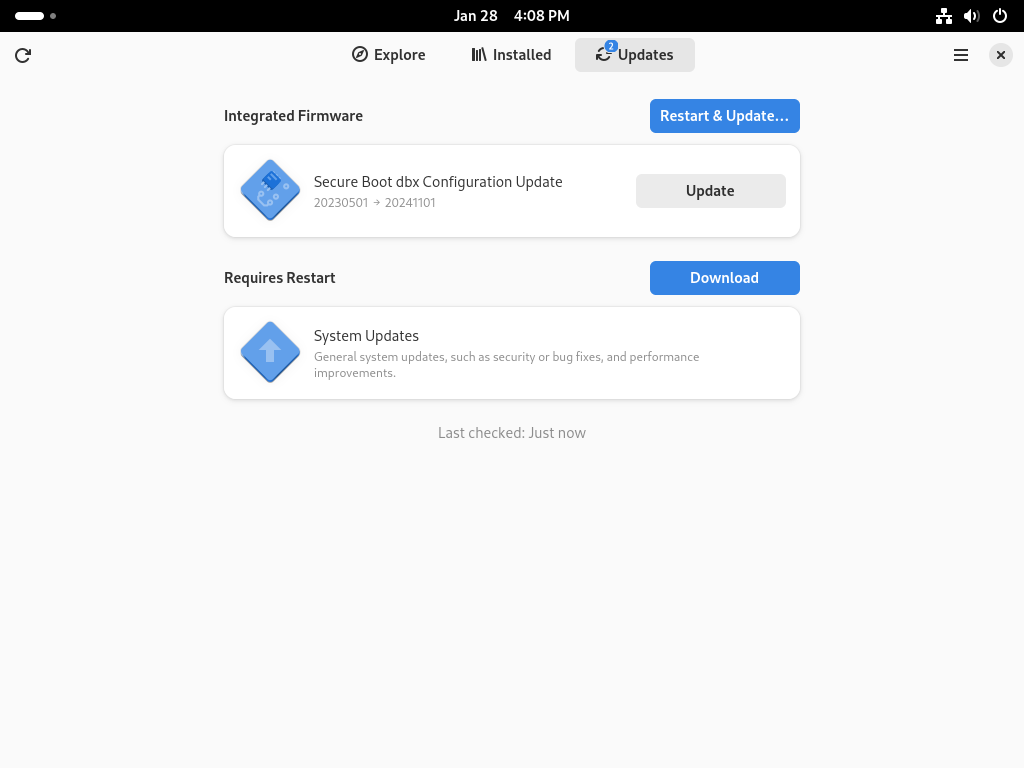 Jan 28 4:08 PM
Explore Installed 2 Updates
Integrated Firmware Restart & Update…
Secure Boot dbx Configuration Update
20230501 → 20241101
Update
Requires Restart Download
System Updates
General system updates, such as security or bug fixes, and performance
improvements.
Last checked: Just now